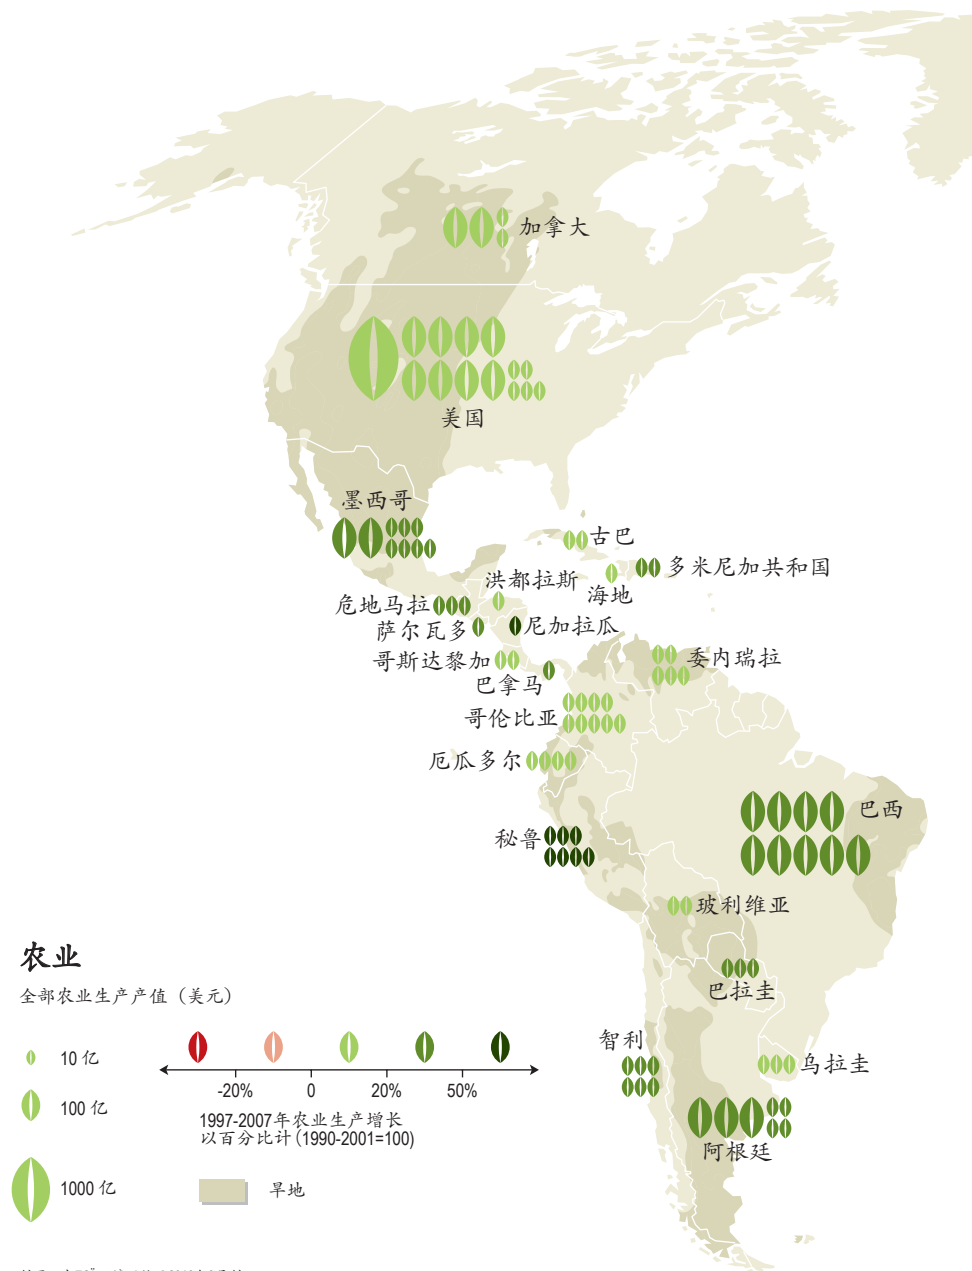 加拿大
美国
墨西哥
古巴
多米尼加共和国
洪都拉斯
海地
危地马拉
萨尔瓦多
尼加拉瓜
哥斯达黎加
委内瑞拉
巴拿马
哥伦比亚
厄瓜多尔
巴西
秘鲁
玻利维亚
巴拉圭
智利
乌拉圭
阿根廷
农业
全部农业生产产值（美元）
10 亿
100 亿
1000 亿
-20% 0 20% 50%
1997-2007年农业生产增长
以百分比计(1990-2001=100)
旱地